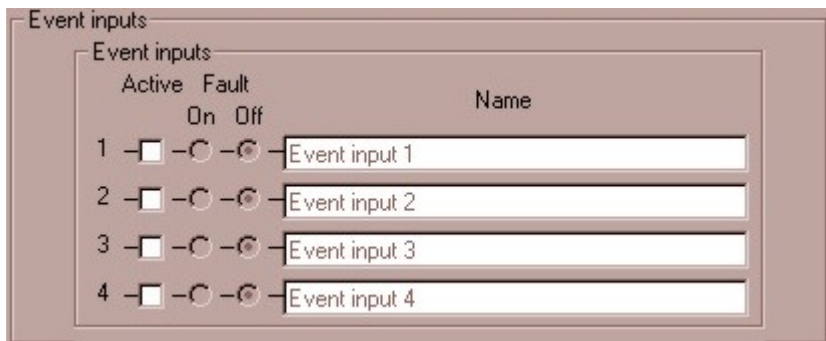 Event inputs
Event inputs
Active Fault
Name
On Off
1 Event input 1
2 Event input 2
3 Event input 3
4 Event input 4